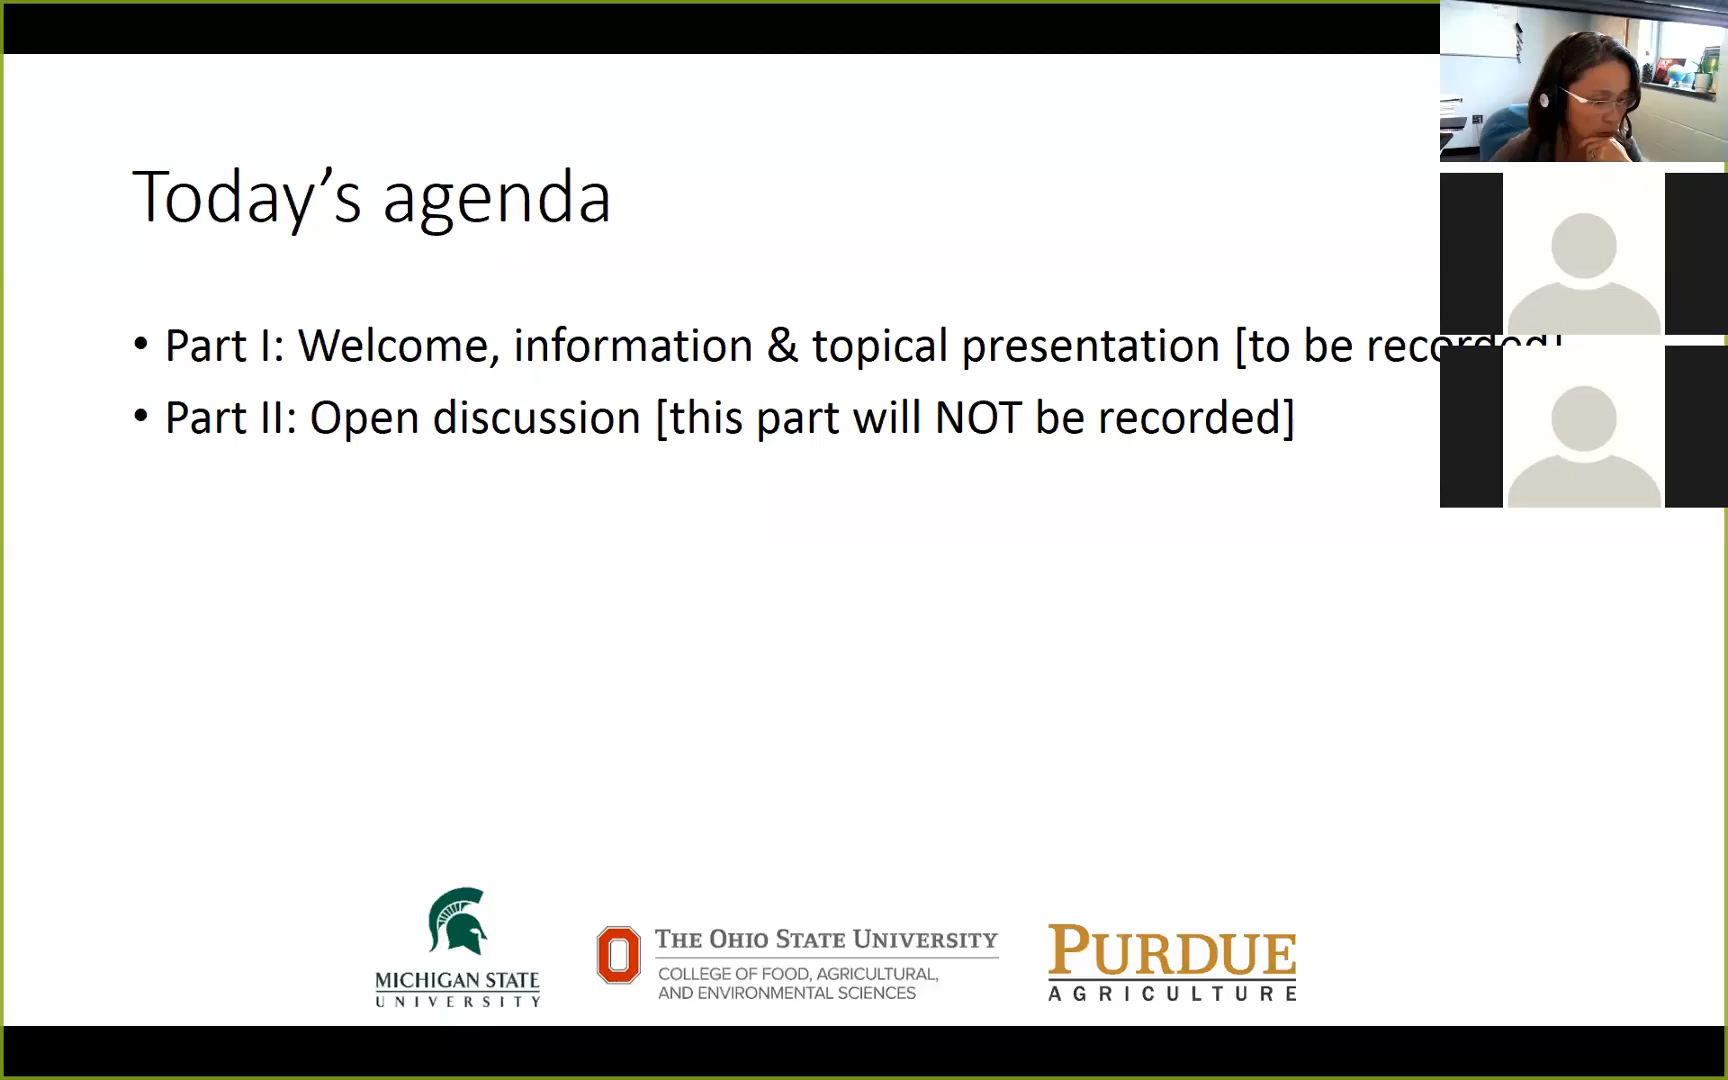 Today’s agenda
• Part I: Welcome, information & topical presentation [to be recorded]
• Part II: Open discussion [this part will NOT be recorded]
MICHIGAN STATE
UNIVERSITY
THE OHIO STATE UNIVERSITY
COLLEGE OF FOOD, AGRICULTURAL,
AND ENVIRONMENTAL SCIENCES
PURDUE
AGRICULTURE